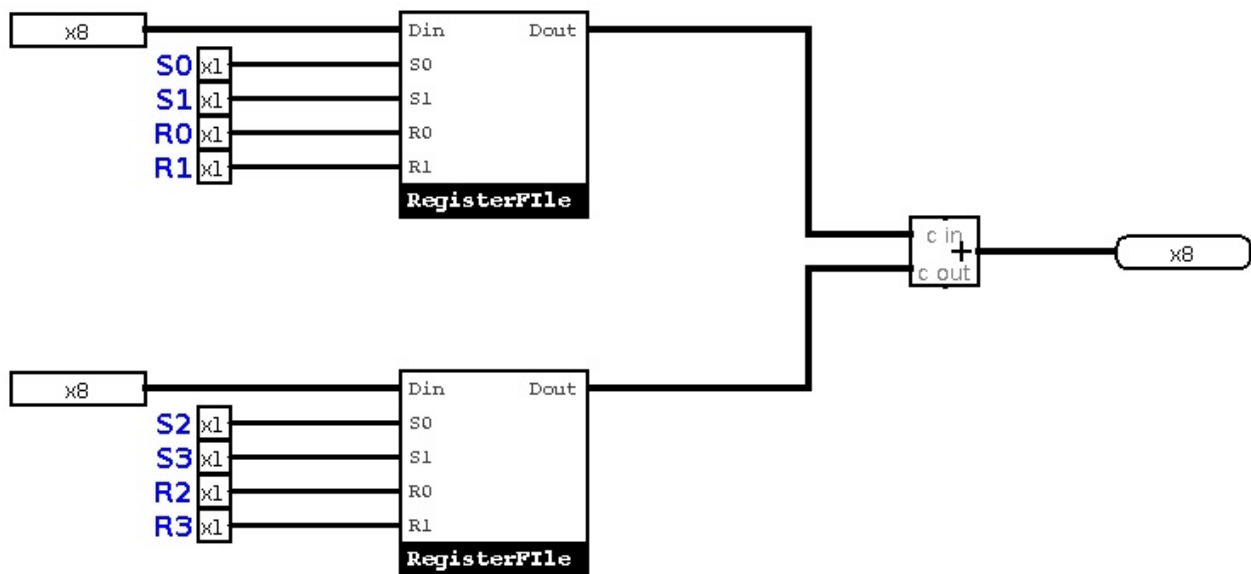 x8
Din Dout
S0 x1 S0
S1 x1 S1
R0 x1 R0
R1 x1 R1
RegisterFIle
c in
+
c out
x8
x8
Din Dout
S2 x1 S0
S3 x1 S1
R2 x1 R0
R3 x1 R1
RegisterFIle